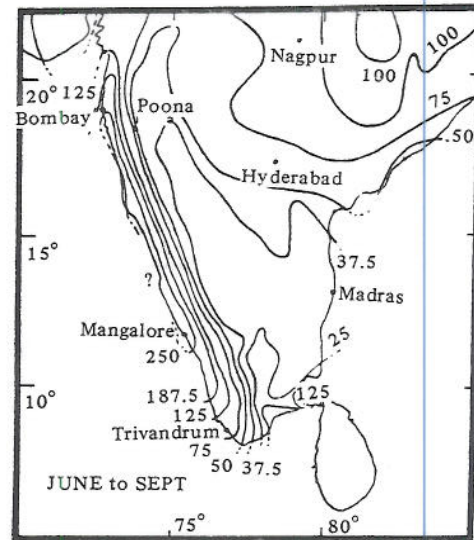 100
Nagpur
100
20° 125
75
Bombay
Poona
50
Hyderabad
15°
37.5
?
Madras
Mangalore
250
25
10°
187.5
125
125
Trivandrum
75
50 37.5
JUNE to SEPT
75° 80°